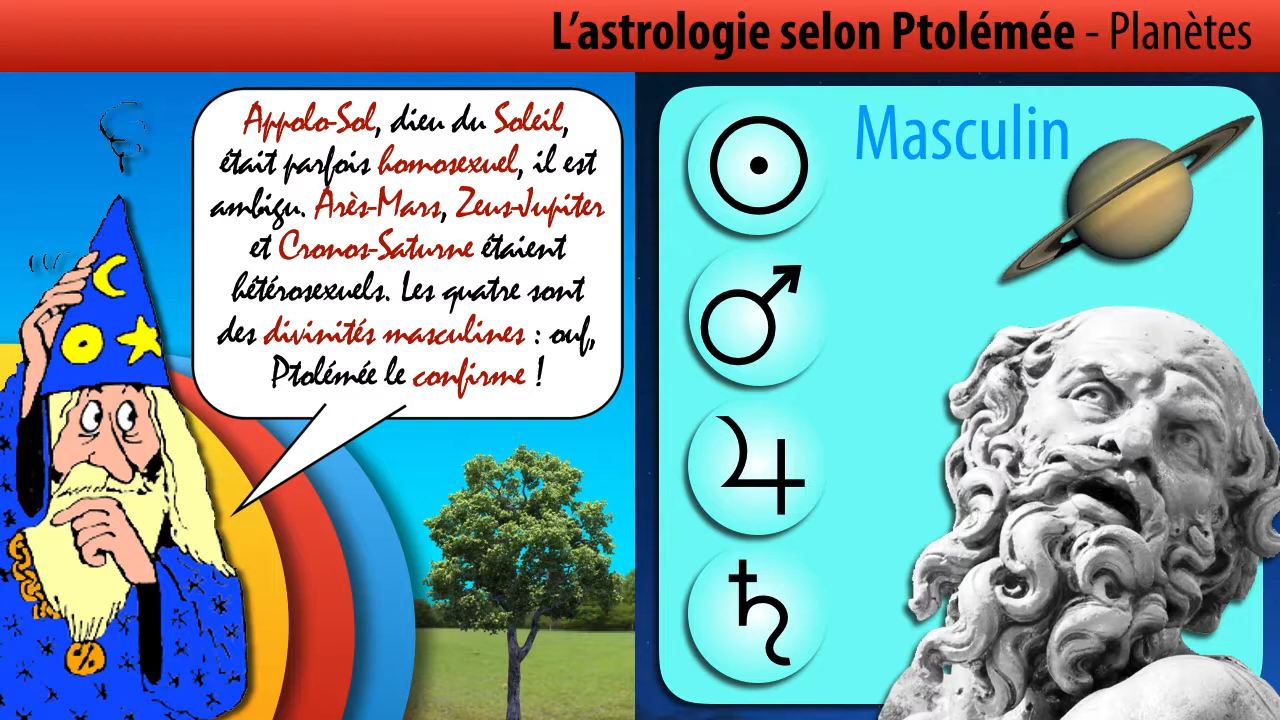 L’astrologie selon Ptolémée - Planètes
Appolo-Sol, dieu du Soleil,
était parfois homosexuel, il est
ambigu. Arès-Mars, Zeus-Jupiter
et Cronos-Saturne étaient
hétérosexuels. Les quatre sont
des divinités masculines : ouf,
Ptolémée le confirme !
Masculin